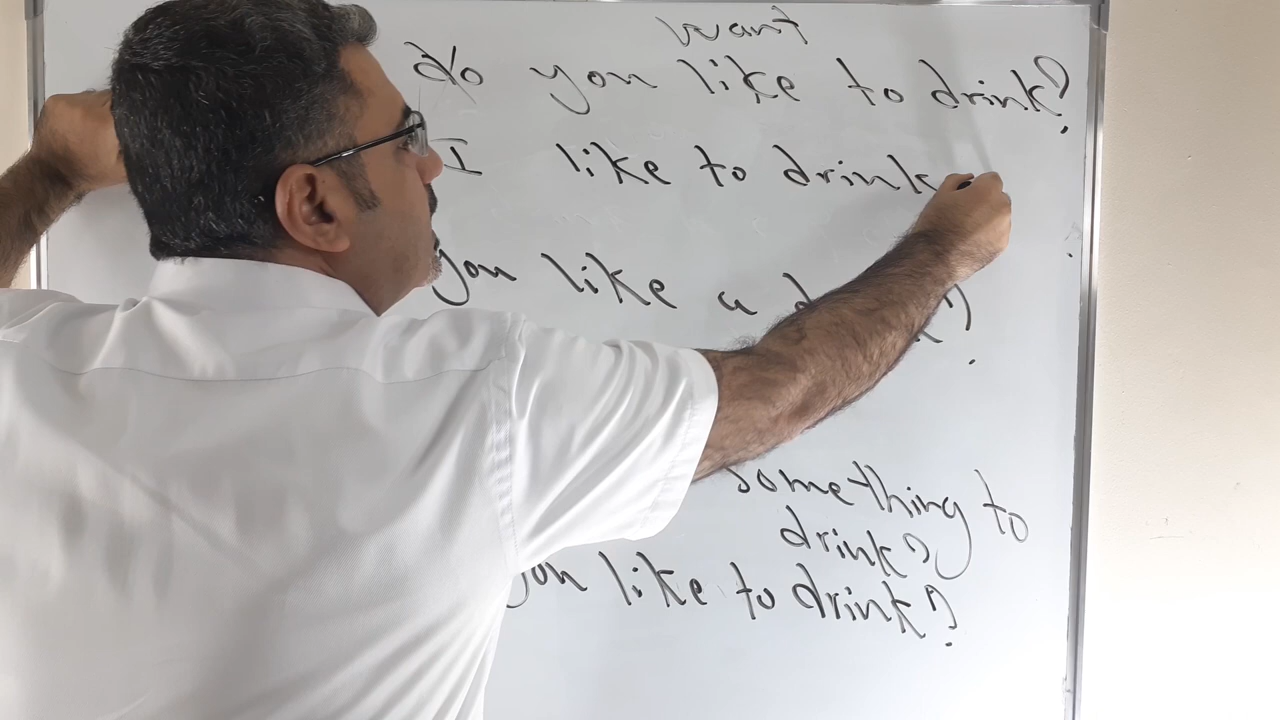 want
do you like to drink?
I like to drink
you like a
something to
drink?
you like to drink?